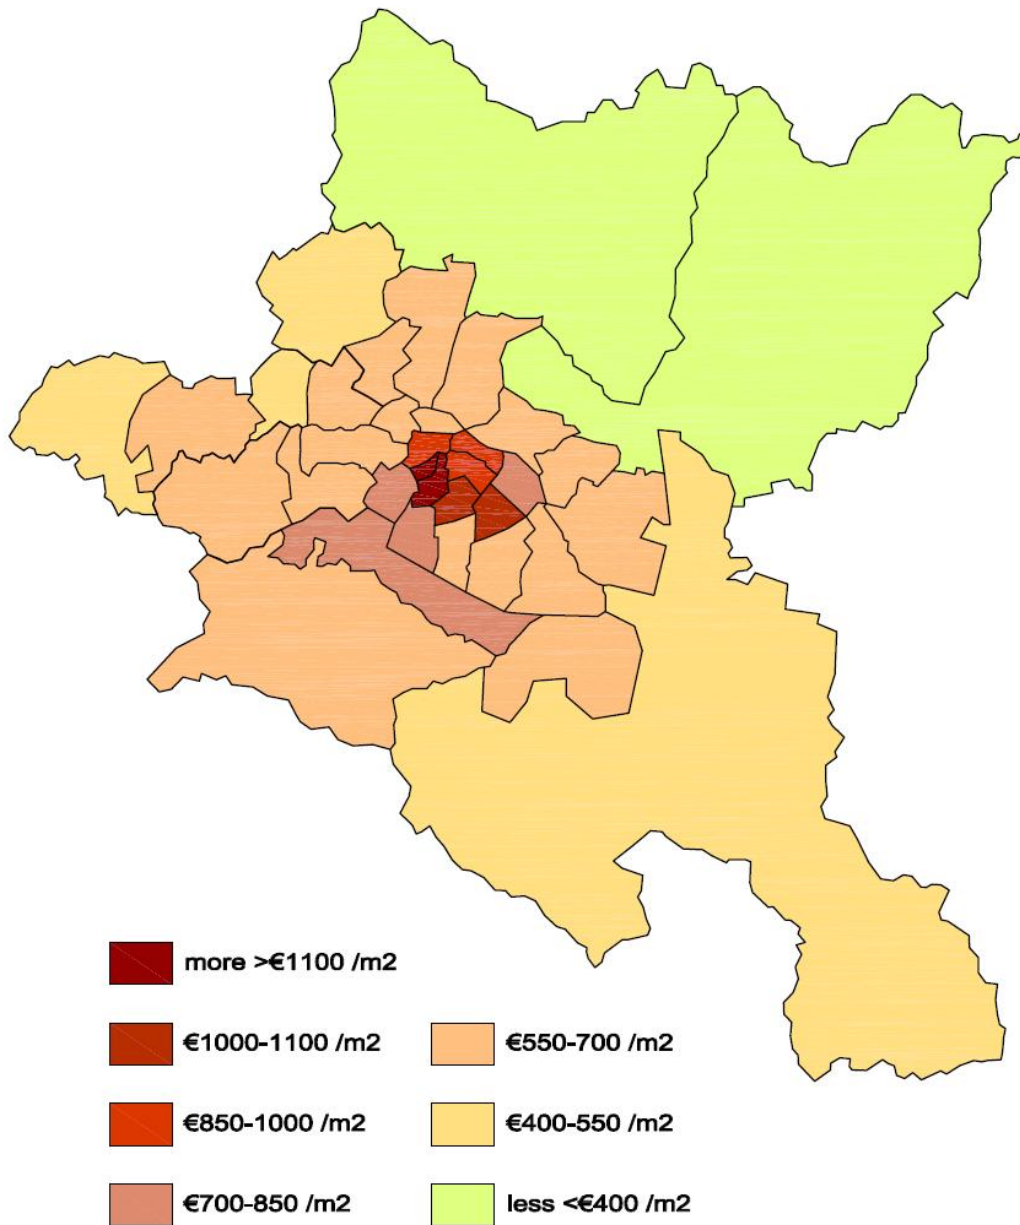 more >€1100 /m2
€1000-1100 /m2
€550-700 /m2
€850-1000 /m2
€400-550 /m2
€700-850 /m2
less <€400 /m2